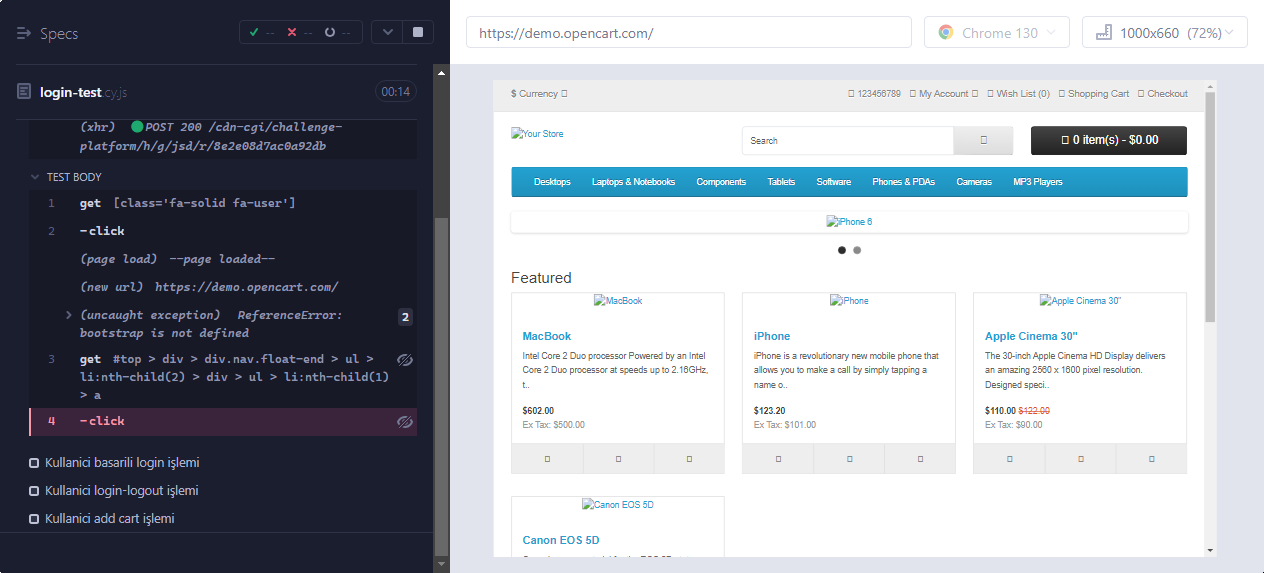 Specs
-- -- --
login-test.cy.js
00:14
(xhr) POST 200 /cdn-cgi/challenge-
platform/h/g/jsd/r/8e2e08d7ac0a92db
TEST BODY
1 get [class='fa-solid fa-user']
2 -click
(page load) --page loaded--
(new url) https://demo.opencart.com/
(uncaught exception) ReferenceError:
bootstrap is not defined
2
3 get #top > div > div.nav.float-end > ul >
li:nth-child(2) > div > ul > li:nth-child(1)
> a
4 -click
Kullanici basarili login işlemi
Kullanici login-logout işlemi
Kullanici add cart işlemi
https://demo.opencart.com/
Chrome 130
1000x660 (72%)
$ Currency
123456789 My Account Wish List (0) Shopping Cart Checkout
Your Store
Search
0 item(s) - $0.00
Desktops Laptops & Notebooks Components Tablets Software Phones & PDAs Cameras MP3 Players
iPhone 6
Featured
MacBook
MacBook
Intel Core 2 Duo processor Powered by an Intel
Core 2 Duo processor at speeds up to 2.16GHz,
t..
$602.00
Ex Tax: $500.00
iPhone
iPhone
iPhone is a revolutionary new mobile phone that
allows you to make a call by simply tapping a
name o..
$123.20
Ex Tax: $101.00
Apple Cinema 30"
Apple Cinema 30"
The 30-inch Apple Cinema HD Display delivers
an amazing 2560 x 1600 pixel resolution.
Designed speci..
$110.00 $122.00
Ex Tax: $90.00
Canon EOS 5D
Canon EOS 5D